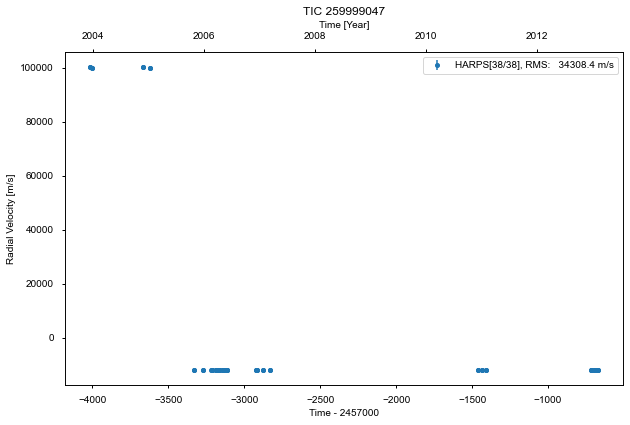 TIC 259999047
Time [Year]
2004 2006 2008 2010 2012
HARPS[38/38], RMS:   34308.4 m/s
100000
80000
60000
40000
20000
0
Radial Velocity [m/s]
−4000 −3500 −3000 −2500 −2000 −1500 −1000
Time - 2457000